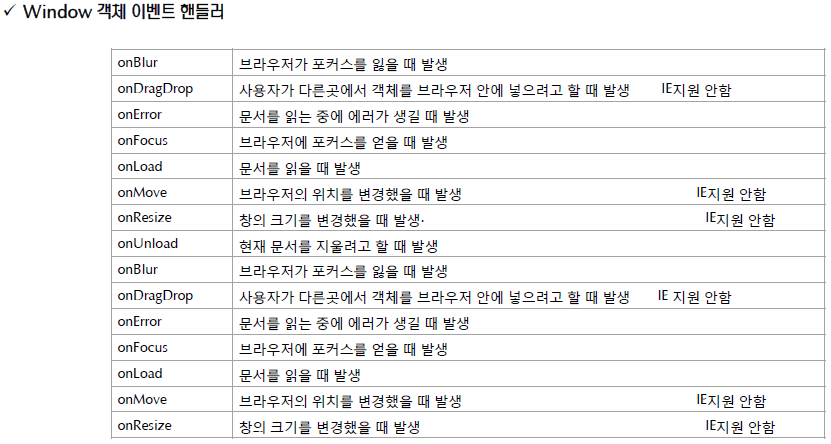 ✓ Window 객체 이벤트 핸들러
onBlur 브라우저가 포커스를 잃을 때 발생
onDragDrop 사용자가 다른곳에서 객체를 브라우저 안에 넣으려고 할 때 발생 IE지원 안함
onError 문서를 읽는 중에 에러가 생길 때 발생
onFocus 브라우저에 포커스를 얻을 때 발생
onLoad 문서를 읽을 때 발생
onMove 브라우저의 위치를 변경했을 때 발생 IE지원 안함
onResize 창의 크기를 변경했을 때 발생· IE지원 안함
onUnload 현재 문서를 지울려고 할 때 발생
onBlur 브라우저가 포커스를 잃을 때 발생
onDragDrop 사용자가 다른곳에서 객체를 브라우저 안에 넣으려고 할 때 발생 IE 지원 안함
onError 문서를 읽는 중에 에러가 생길 때 발생
onFocus 브라우저에 포커스를 얻을 때 발생
onLoad 문서를 읽을 때 발생
onMove 브라우저의 위치를 변경했을 때 발생 IE지원 안함
onResize 창의 크기를 변경했을 때 발생 IE지원 안함